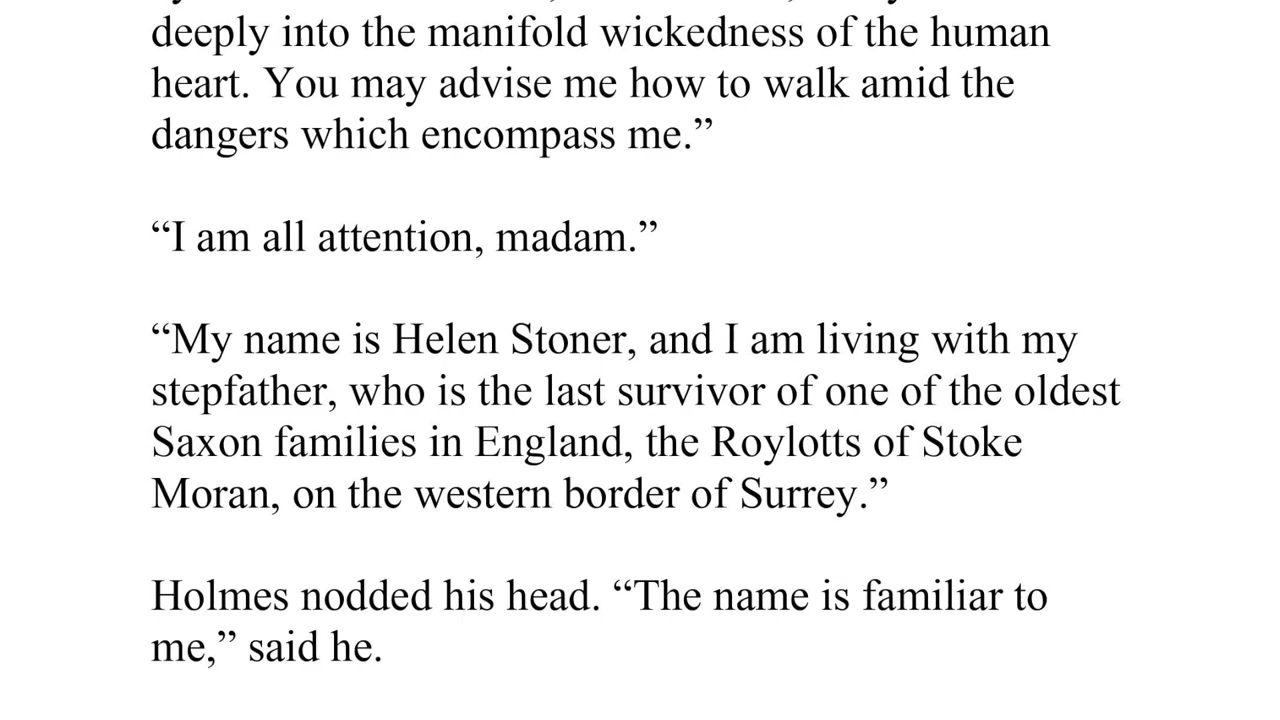 deeply into the manifold wickedness of the human
heart. You may advise me how to walk amid the
dangers which encompass me.”
“I am all attention, madam.”
“My name is Helen Stoner, and I am living with my
stepfather, who is the last survivor of one of the oldest
Saxon families in England, the Roylotts of Stoke
Moran, on the western border of Surrey.”
Holmes nodded his head. “The name is familiar to
me,” said he.